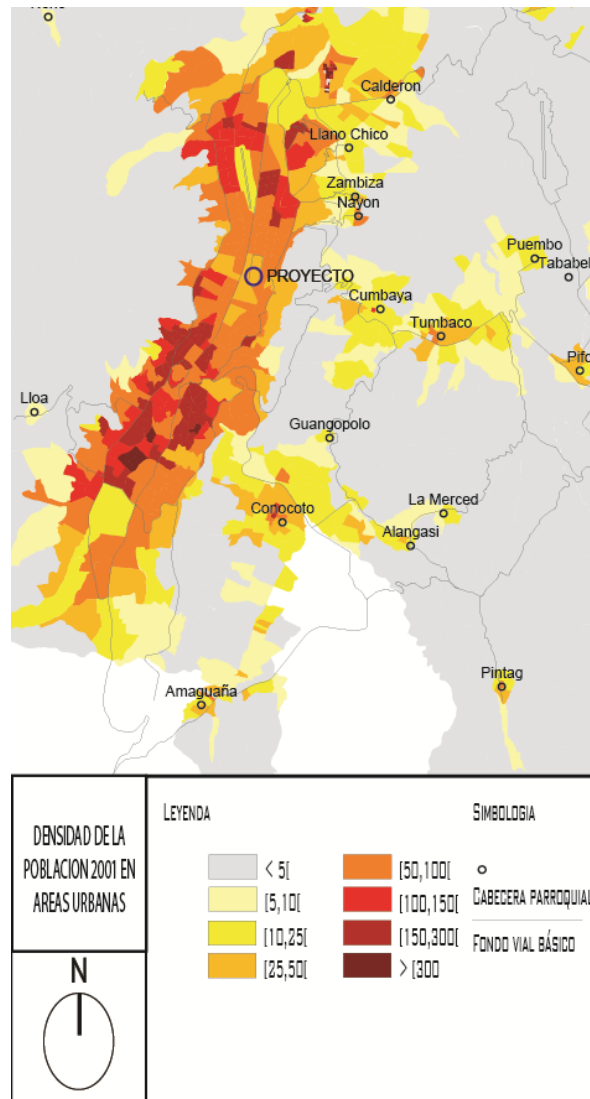 Calderon
Llano Chico
Zambiza
Nayon
Puembo
Tababel
PROYECTO
Cumbaya
Tumbaco
Pifo
Lloa
Guangopolo
La Merced
Conocoto
Alangasi
Pintag
Amaguaña
DENSIDAD DE LA
POBLACION 2001 EN
AREAS URBANAS
N
LEYENDA
< 5[
[5,10[
[10,25[
[25,50[
[50,100[
[100,150[
[150,300[
>[300
SIMBOLOGIA
CABECERA PARROQUIAL
FONDO VIAL BÁSICO